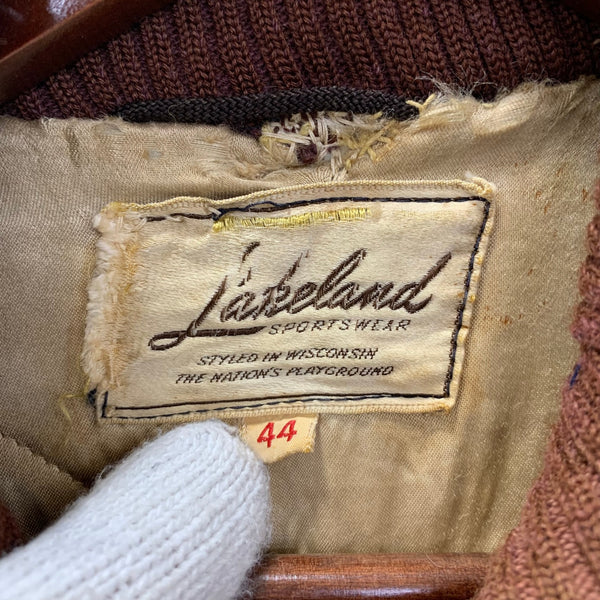 Lakeland
SPORTSWEAR
STYLED IN WISCONSIN
THE NATION'S PLAYGROUND
44